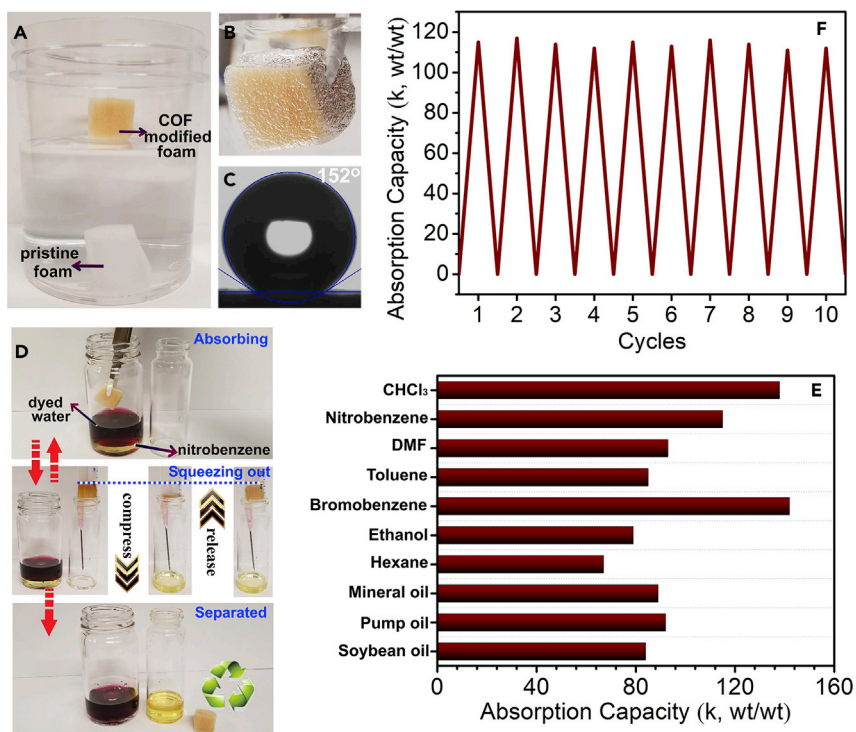 A
COF
modified
foam
pristine
foam
B
C
152°
D
Absorbing
dyed
water
nitrobenzene
Squeezing out
compress
release
Separated
F
Absorption Capacity (k, wt/wt)
120
100
80
60
40
20
0
1 2 3 4 5 6 7 8 9 10
Cycles
E
CHCl₃
Nitrobenzene
DMF
Toluene
Bromobenzene
Ethanol
Hexane
Mineral oil
Pump oil
Soybean oil
0 40 80 120 160
Absorption Capacity (k, wt/wt)